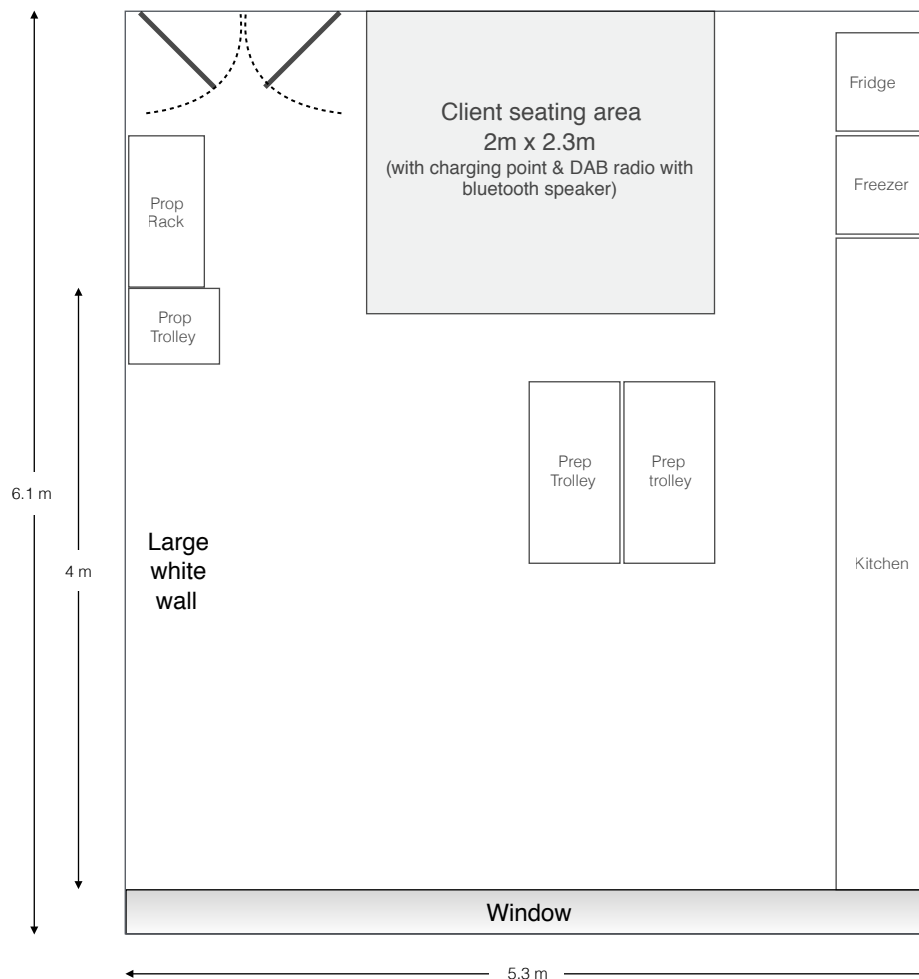 Client seating area
2m x 2.3m
(with charging point & DAB radio with
bluetooth speaker)
Fridge
Freezer
Prop
Rack
Prop
Trolley
Prep
Trolley
Prep
trolley
6.1 m
4 m
Large
white
wall
Kitchen
Window
5.3 m